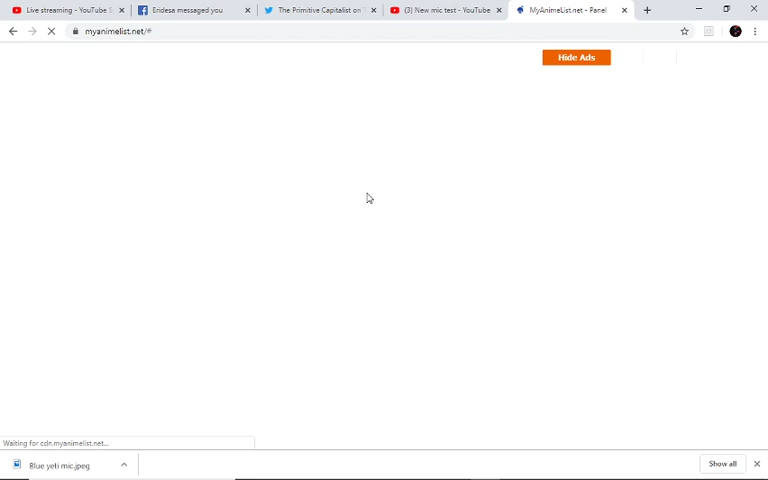 Live streaming - YouTube S
Eridesa messaged you
The Primitive Capitalist on T
(3) New mic test - YouTube
MyAnimeList.net - Panel
myanimelist.net/#
Hide Ads
Waiting for cdn.myanimelist.net...
Blue yeti mic.jpeg
Show all